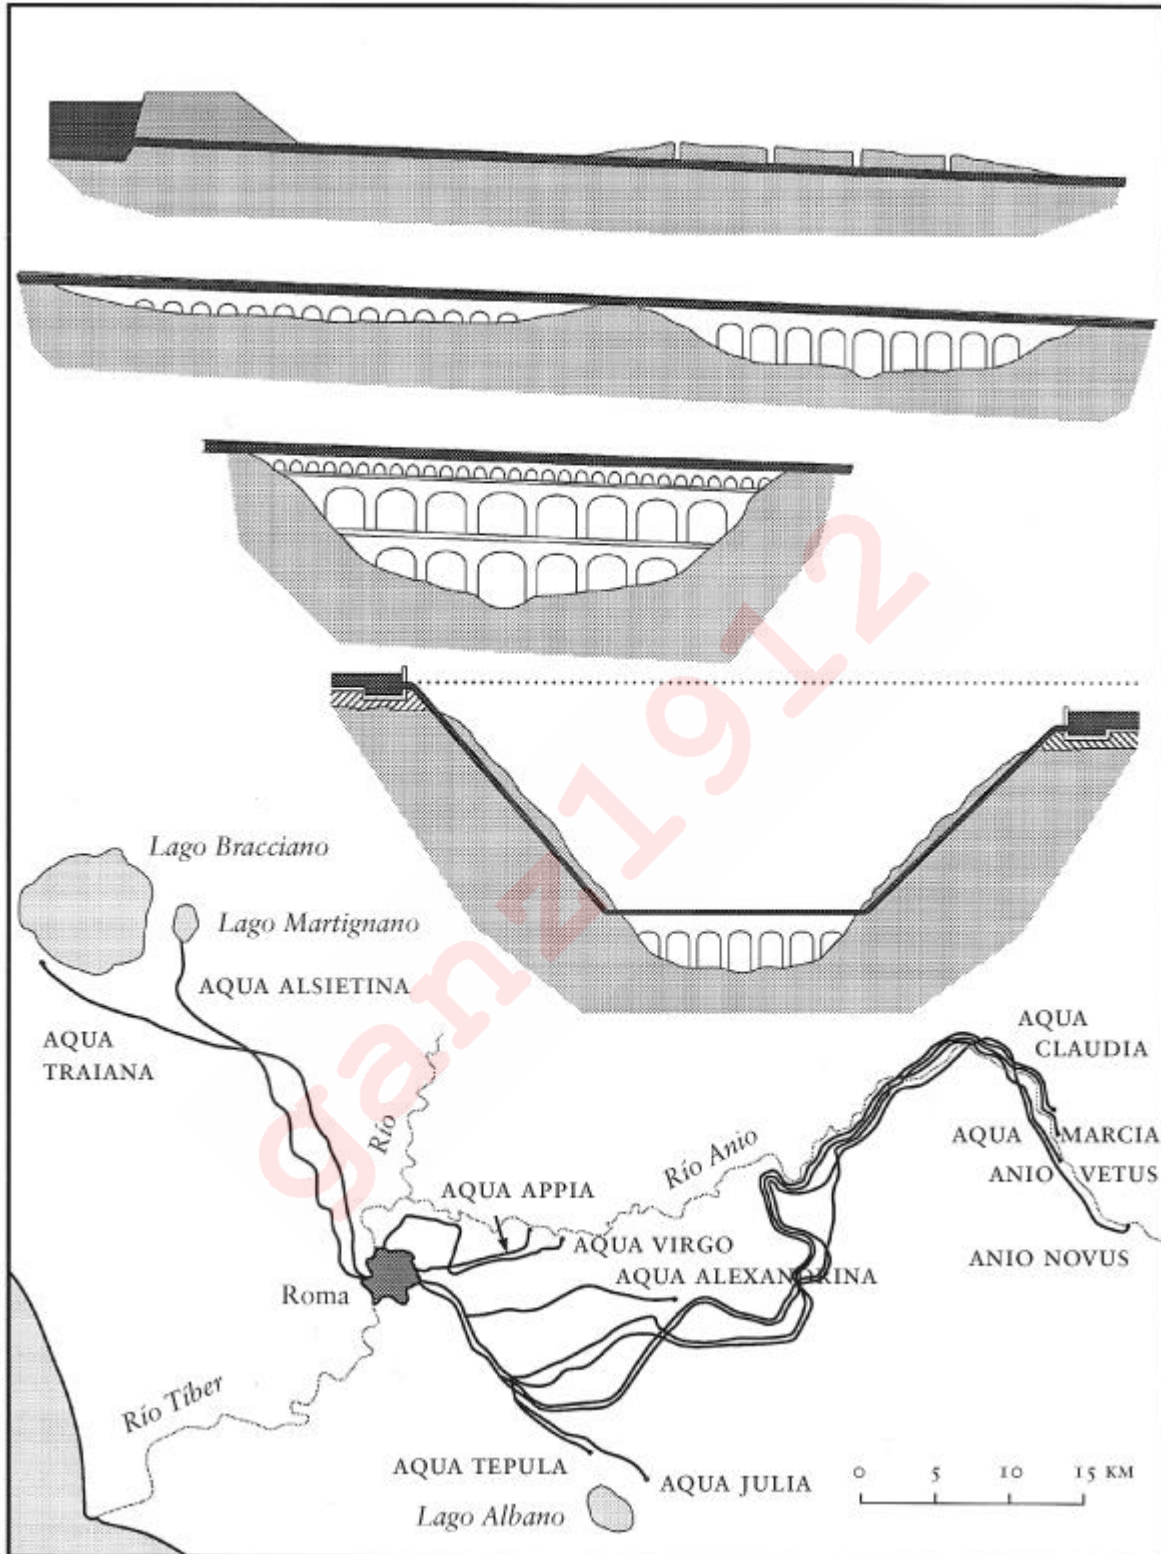 ganz1912
Lago Bracciano
Lago Martignano
AQUA ALSIETINA
AQUA
TRAIANA
Río
AQUA
CLAUDIA
AQUA MARCIA
ANIO VETUS
ANIO NOVUS
Río Anio
AQUA APPIA
AQUA VIRGO
AQUA ALEXANDRINA
Roma
Río Tíber
AQUA TEPULA
AQUA JULIA
Lago Albano
0 5 10 15 KM